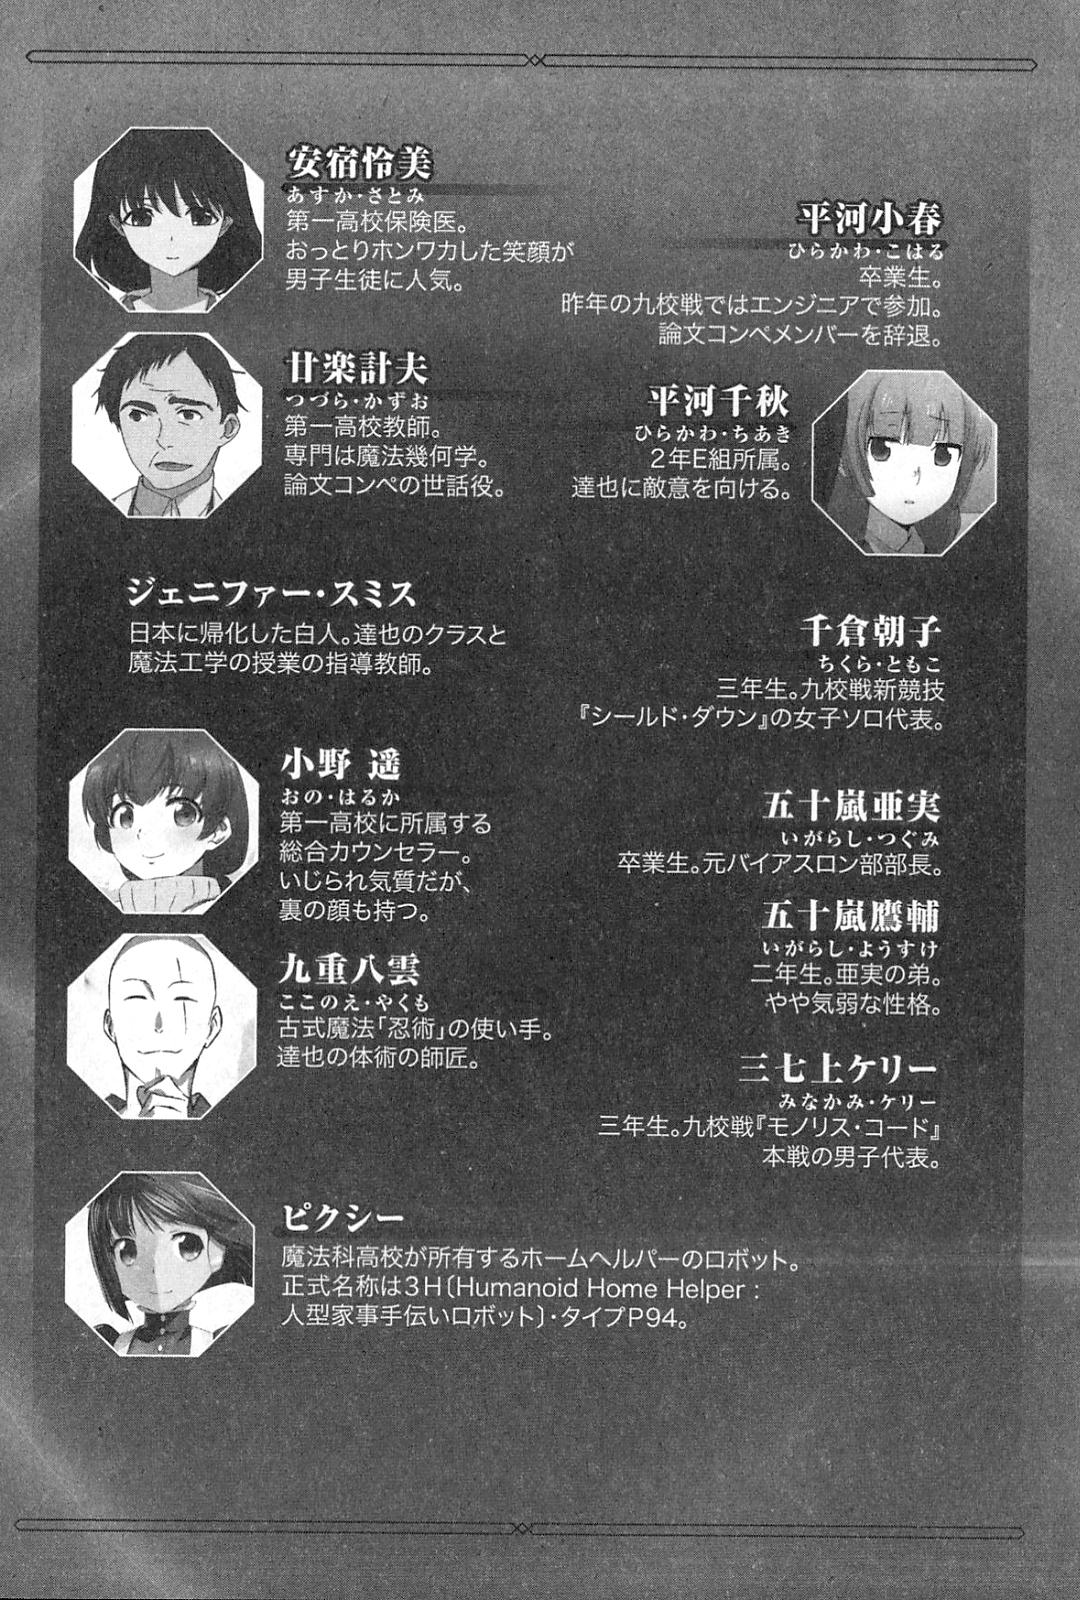 安宿怜美
あすか・さとみ
第一高校保険医。
おっとりホンワカした笑顔が
男子生徒に人気。
廿楽計夫
つづら・かずお
第一高校教師。
専門は魔法幾何学。
論文コンペの世話役。
ジェニファー・スミス
日本に帰化した白人。達也のクラスと
魔法工学の授業の指導教師。
小野 遥
おの・はるか
第一高校に所属する
総合カウンセラー。
いじられ気質だが、
裏の顔も持つ。
九重八雲
ここのえ・やくも
古式魔法「忍術」の使い手。
達也の体術の師匠。
ピクシー
魔法科高校が所有するホームヘルパーのロボット。
正式名称は3H〔Humanoid Home Helper：
人型家事手伝いロボット〕・タイプP94。
平河小春
ひらかわ・こはる
卒業生。
昨年の九校戦ではエンジニアで参加。
論文コンペメンバーを辞退。
平河千秋
ひらかわ・ちあき
2年E組所属。
達也に敵意を向ける。
千倉朝子
ちくら・ともこ
三年生。九校戦新競技
『シールド・ダウン』の女子ソロ代表。
五十嵐亜実
いがらし・つぐみ
卒業生。元バイアスロン部部長。
五十嵐鷹輔
いがらし・ようすけ
二年生。亜実の弟。
やや気弱な性格。
三七上ケリー
みなかみ・ケリー
三年生。九校戦『モノリス・コード』
本戦の男子代表。